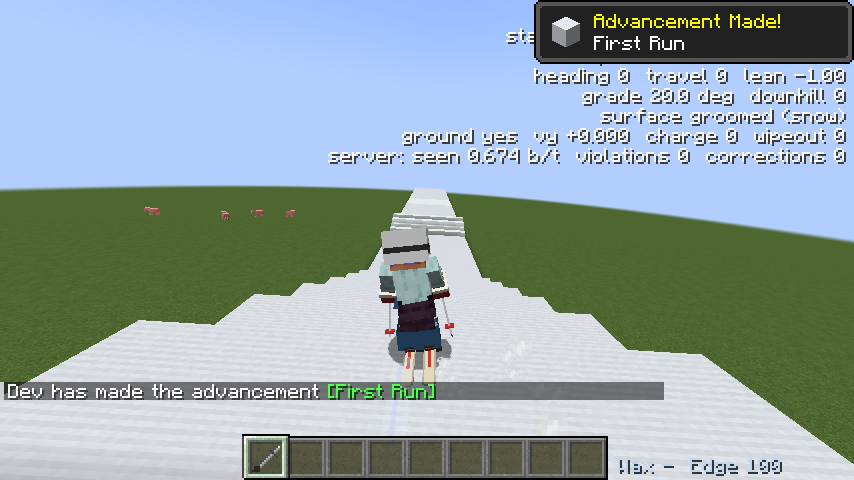 Advancement Made!
First Run
sta
heading 0 travel 0 lean -1.00
grade 20.0 deg downhill 0
surface groomed (snow)
ground yes vy +0.000 charge 0 wipeout 0
server: seen 0.674 b/t violations 0 corrections 0
Dev has made the advancement [First Run]
Wax - Edge 100